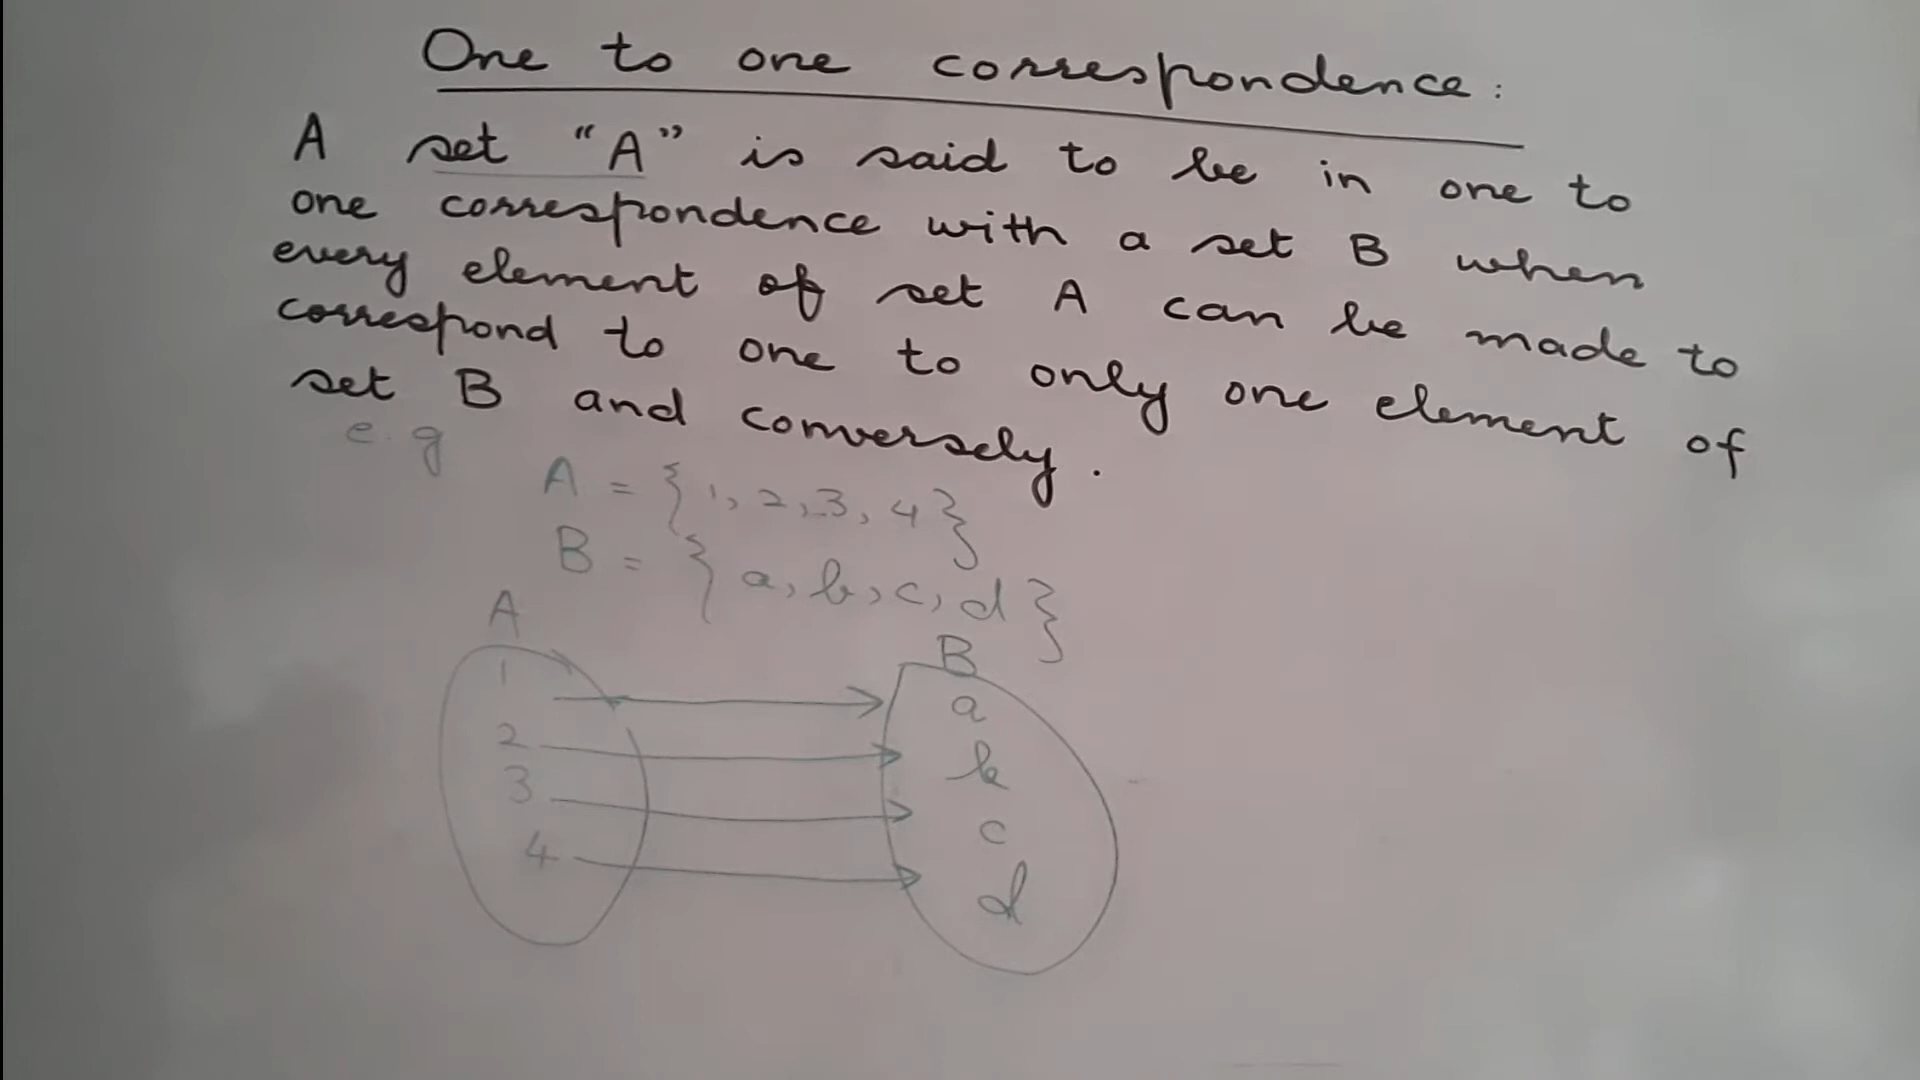 One to one correspondence:
A set "A" is said to be in one to
one correspondence with a set B when
every element of set A can be made to
correspond to one to only one element of
set B and conversely.
e.g
A = {1, 2, 3, 4}
B = {a, b, c, d}
A
B
1
a
2
b
3
c
4
d